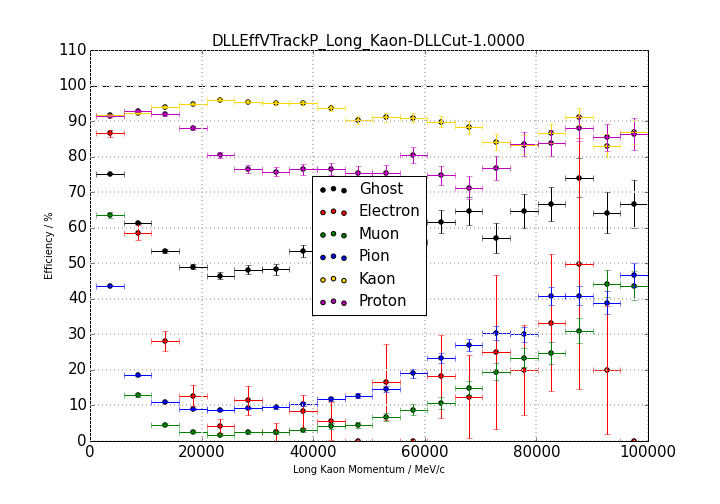 DLLEffVTrackP_Long_Kaon-DLLCut-1.0000
110
100
90
80
70
60
50
40
30
20
10
0
Efficiency / %
Ghost
Electron
Muon
Pion
Kaon
Proton
0 20000 40000 60000 80000 100000
Long Kaon Momentum / MeV/c